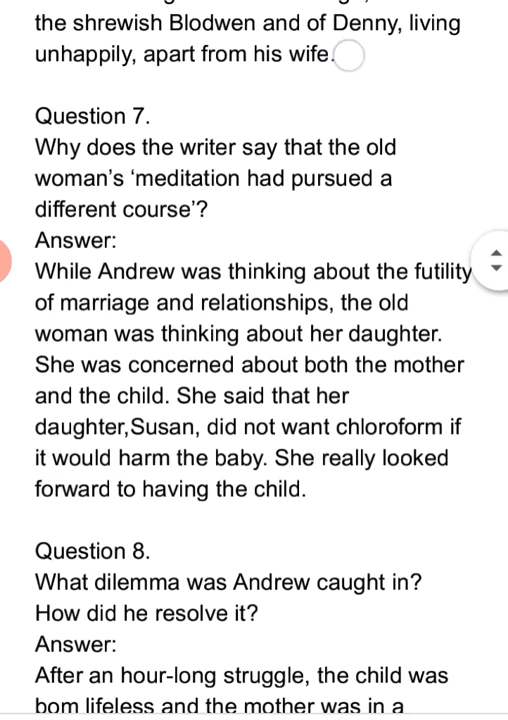 the shrewish Blodwen and of Denny, living
unhappily, apart from his wife.
Question 7.
Why does the writer say that the old
woman's ‘meditation had pursued a
different course’?
Answer:
While Andrew was thinking about the futility
of marriage and relationships, the old
woman was thinking about her daughter.
She was concerned about both the mother
and the child. She said that her
daughter,Susan, did not want chloroform if
it would harm the baby. She really looked
forward to having the child.
Question 8.
What dilemma was Andrew caught in?
How did he resolve it?
Answer:
After an hour-long struggle, the child was
bom lifeless and the mother was in a